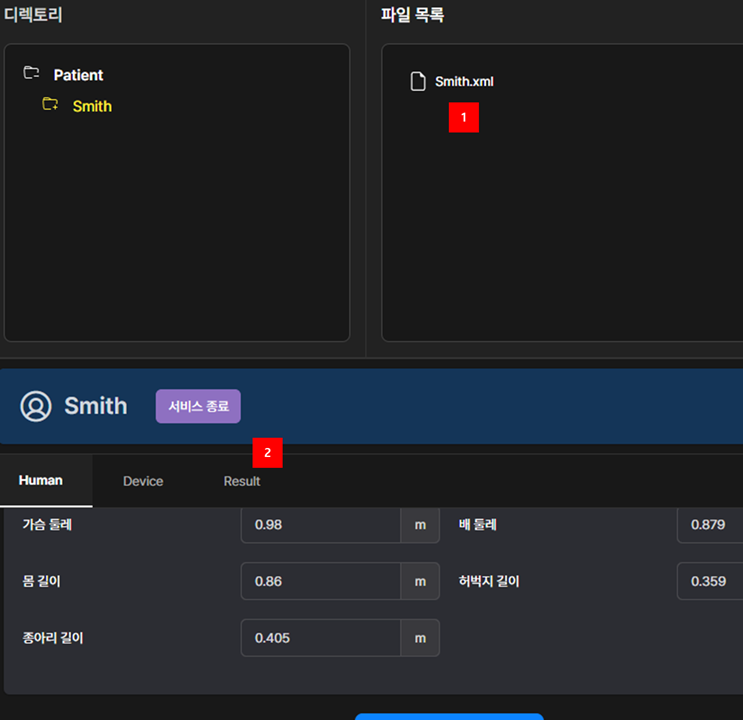 디렉토리
파일 목록
Patient
Smith
Smith.xml
1
Smith
서비스 종료
2
Human
Device
Result
가슴 둘레
0.98
m
배 둘레
0.879
몸 길이
0.86
m
허벅지 길이
0.359
종아리 길이
0.405
m